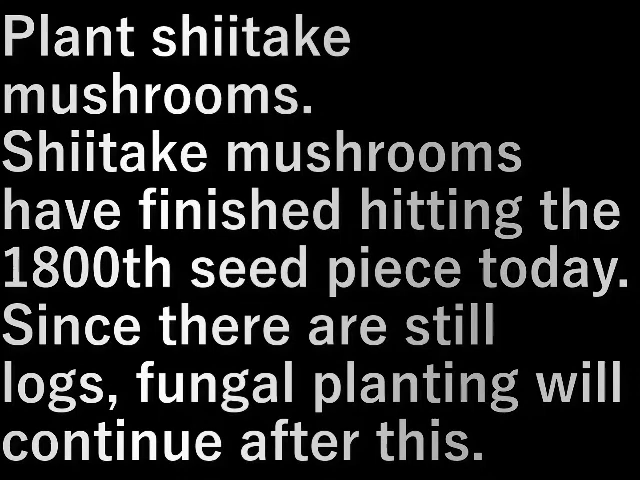 Plant shiitake
mushrooms.
Shiitake mushrooms
have finished hitting the
1800th seed piece today.
Since there are still
logs, fungal planting will
continue after this.